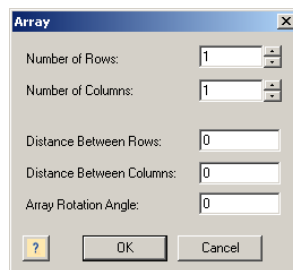 Array
Number of Rows: 1
Number of Columns: 1
Distance Between Rows: 0
Distance Between Columns: 0
Array Rotation Angle: 0
? OK Cancel